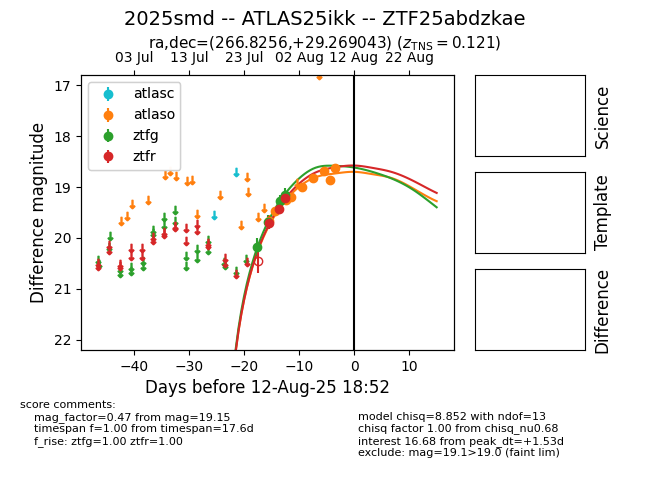 2025smd -- ATLAS25ikk -- ZTF25abdzkae
ra,dec=(266.8256,+29.269043) (z_TNS = 0.121)
03 Jul 13 Jul 23 Jul 02 Aug 12 Aug 22 Aug
atlasc
atlaso
ztfg
ztfr
17
18
19
20
21
22
Difference magnitude
−40 −30 −20 −10 0 10
Days before 12-Aug-25 18:52
Science
Template
Difference
score comments:
mag_factor=0.47 from mag=19.15
timespan f=1.00 from timespan=17.6d
f_rise: ztfg=1.00 ztfr=1.00
model chisq=8.852 with ndof=13
chisq factor 1.00 from chisq_nu0.68
interest 16.68 from peak_dt=+1.53d
exclude: mag=19.1>19.0 (faint lim)